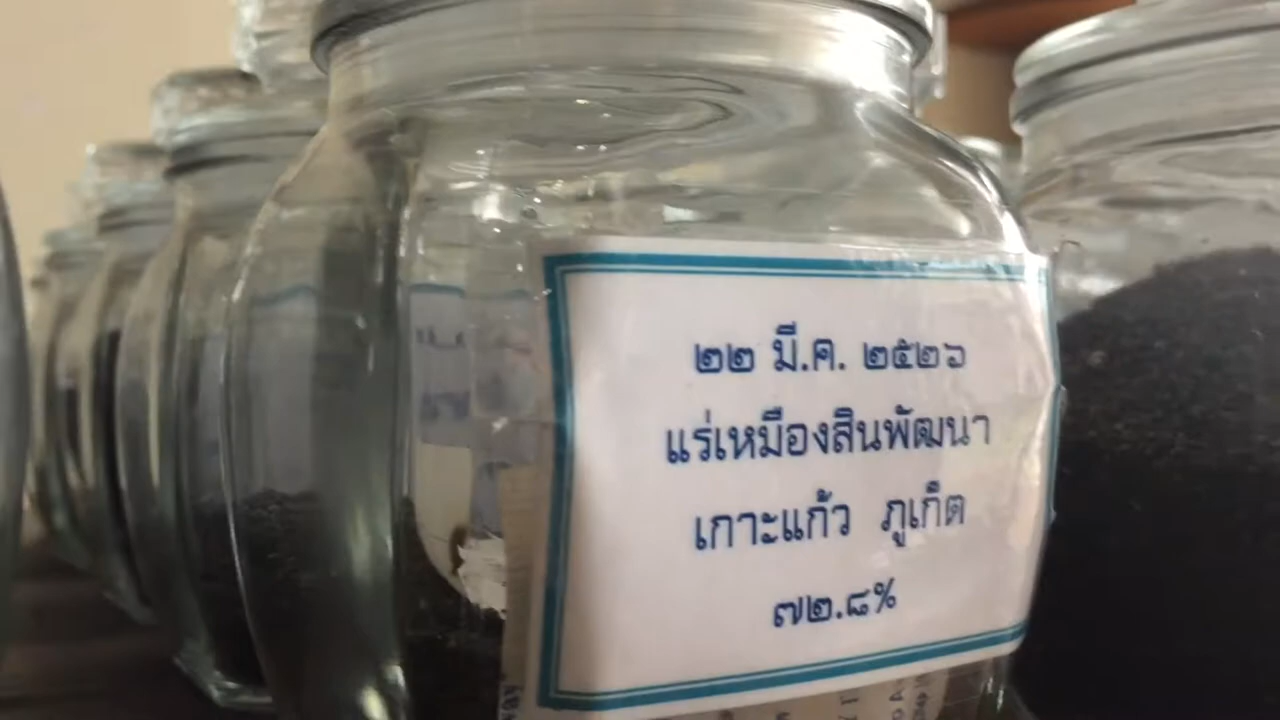 ๒๒ มี.ค. ๒๕๒๖
แร่เหมืองสินพัฒนา
เกาะแก้ว ภูเก็ต
๗๒.๘%